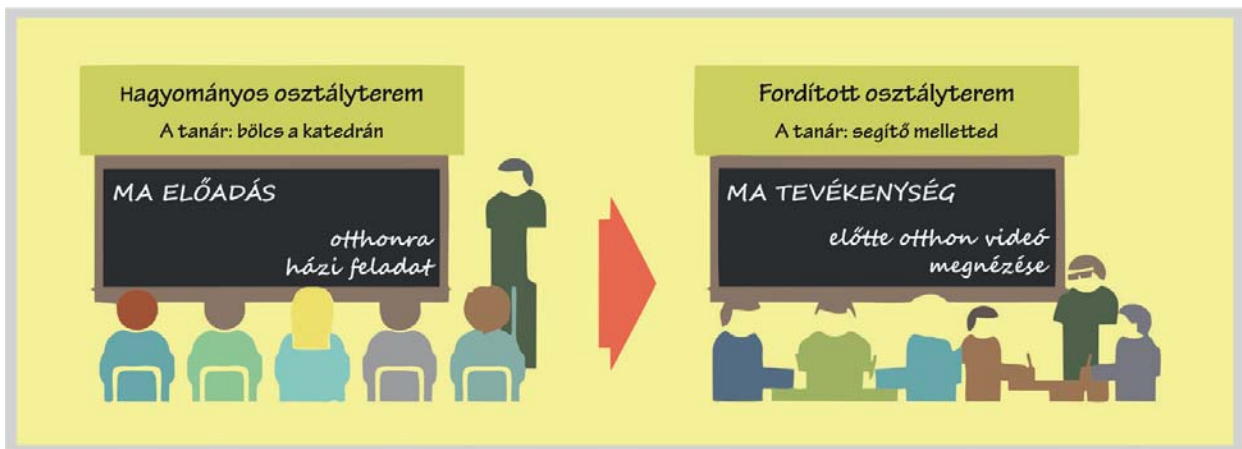 Hagyományos osztályterem
A tanár: bölcs a katedrán
MA ELŐADÁS
otthonra
házi feladat
Fordított osztályterem
A tanár: segítő melletted
MA TEVÉKENYSÉG
előtte otthon videó
megnézése